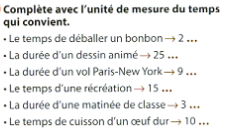 Complète avec l'unité de mesure du temps
qui convient.
• Le temps de déballer un bonbon → 2 ...
• La durée d'un dessin animé → 25 ...
• La durée d'un vol Paris-New York → 9 ...
• Le temps d'une récréation → 15 ...
• La durée d'une matinée de classe → 3 ...
• Le temps de cuisson d'un œuf dur → 10 ...